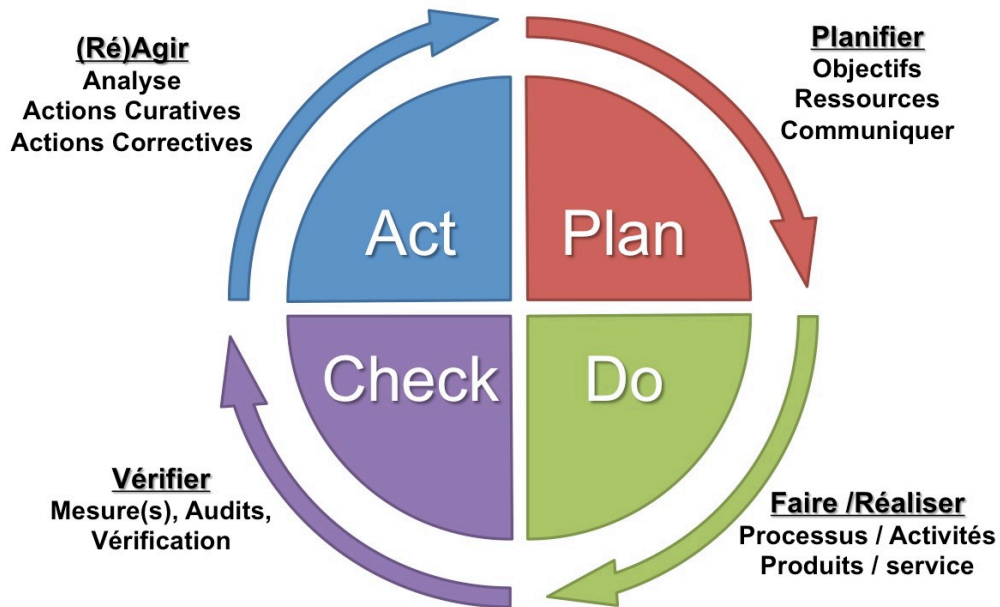 (Ré)Agir
Analyse
Actions Curatives
Actions Correctives
Planifier
Objectifs
Ressources
Communiquer
Act
Plan
Check
Do
Vérifier
Mesure(s), Audits,
Vérification
Faire /Réaliser
Processus / Activités
Produits / service